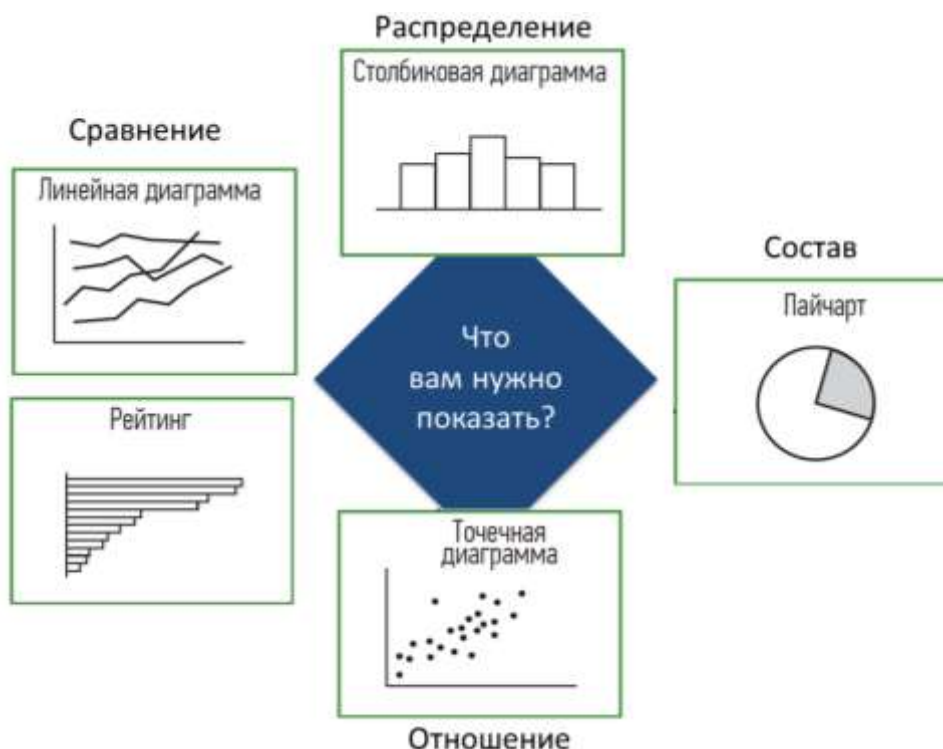 Распределение
Столбиковая диаграмма
Сравнение
Линейная диаграмма
Состав
Пайчарт
Что
вам нужно
показать?
Рейтинг
Точечная
диаграмма
Отношение